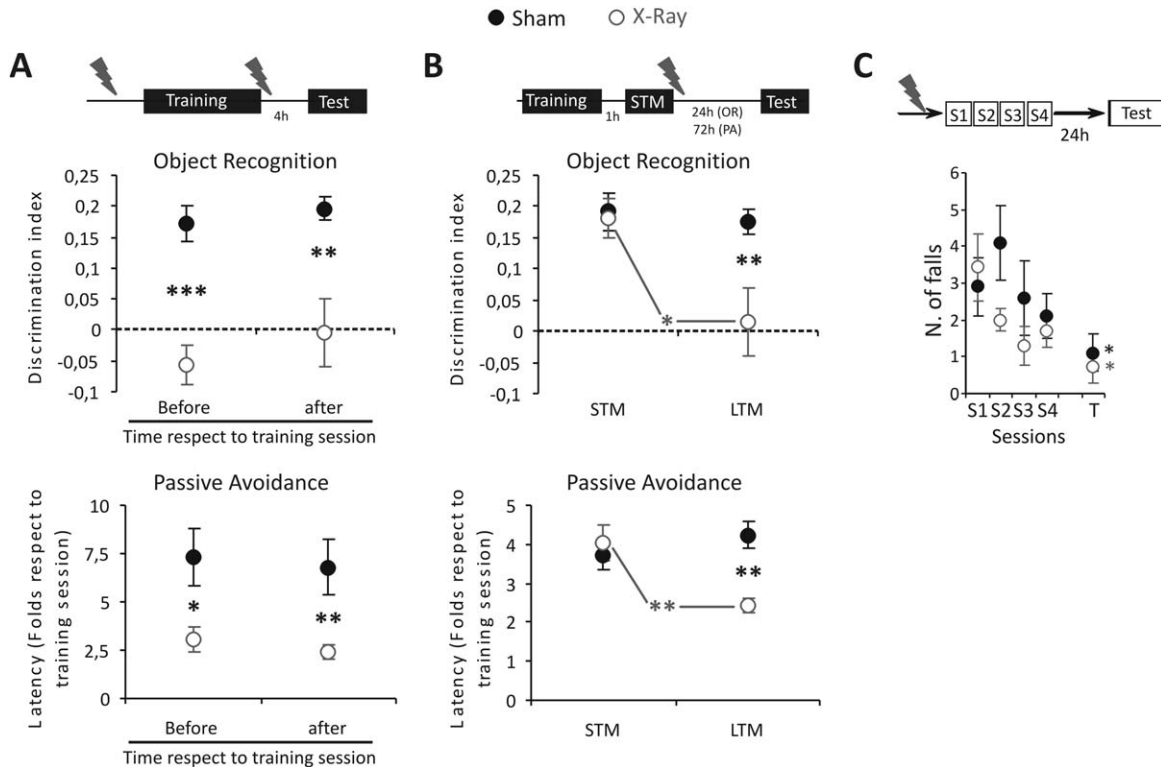 Sham X-Ray
A
Training Test
4h
Object Recognition
Discrimination index
0,25
0,2
0,15
0,1
0,05
0
-0,05
-0,1
***
**
Before after
Time respect to training session
Passive Avoidance
Latency (Folds respect to
training session)
10
7,5
5
2,5
0
*
**
Before after
Time respect to training session
B
Training STM Test
1h 24h (OR)
72h (PA)
Object Recognition
Discrimination index
0,25
0,2
0,15
0,1
0,05
0
-0,05
-0,1
**
*
STM LTM
Passive Avoidance
Latency (Folds respect to
training session)
5
4
3
2
1
0
**
**
STM LTM
C
S1 S2 S3 S4 Test
24h
N. of falls
6
5
4
3
2
1
0
*
*
S1 S2 S3 S4 T
Sessions